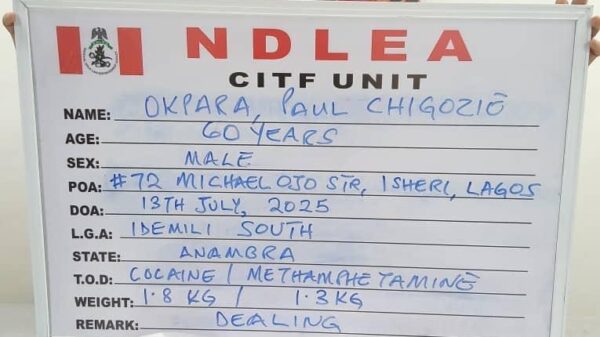 NDLEA
CITF UNIT
NAME: OKPARA, PAUL CHIGOZIE
AGE: 60 YEARS
SEX: MALE
POA: #72 MICHAEL OJO STR, ISHERI, LAGOS
DOA: 13TH JULY, 2025
L.G.A: IDEMILI SOUTH
STATE: ANAMBRA
T.O.D: COCAINE / METHAMPHETAMINE
WEIGHT: 1.8 KG / 1.3 KG
REMARK: DEALING